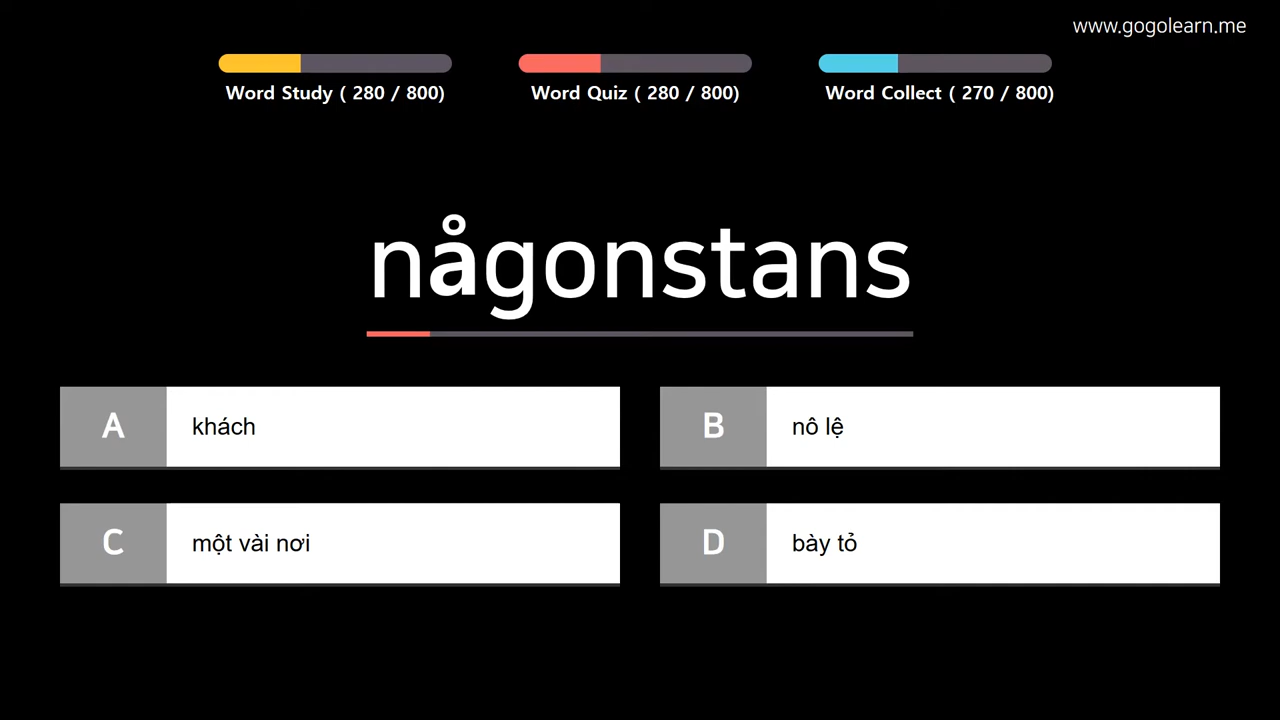 www.gogolearn.me
Word Study ( 280 / 800)
Word Quiz ( 280 / 800)
Word Collect ( 270 / 800)
någonstans
A
khách
B
nô lệ
C
một vài nơi
D
bày tỏ